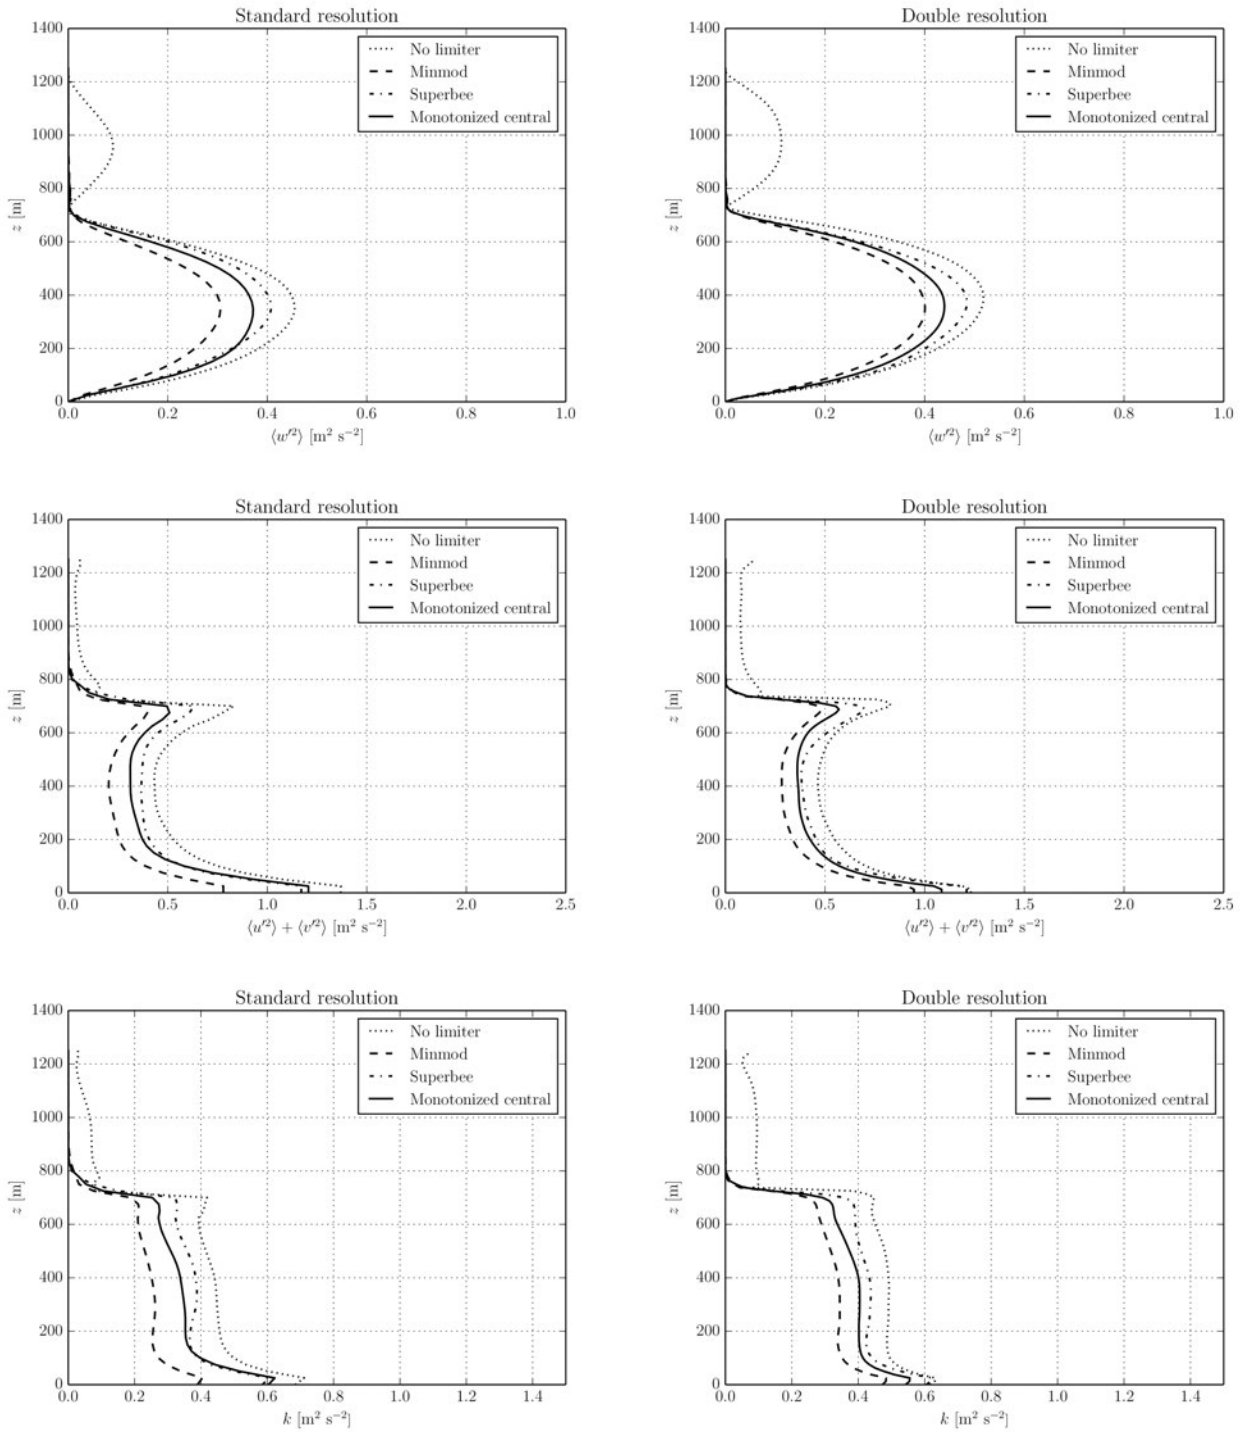 Standard resolution
1400
1200
1000
800
600
400
200
0
z [m]
No limiter
Minmod
Superbee
Monotonized central
0.0 0.2 0.4 0.6 0.8 1.0
⟨w′²⟩ [m² s⁻²]
Double resolution
1400
1200
1000
800
600
400
200
0
z [m]
No limiter
Minmod
Superbee
Monotonized central
0.0 0.2 0.4 0.6 0.8 1.0
⟨w′²⟩ [m² s⁻²]
Standard resolution
1400
1200
1000
800
600
400
200
0
z [m]
No limiter
Minmod
Superbee
Monotonized central
0.0 0.5 1.0 1.5 2.0 2.5
⟨u′²⟩ + ⟨v′²⟩ [m² s⁻²]
Double resolution
1400
1200
1000
800
600
400
200
0
z [m]
No limiter
Minmod
Superbee
Monotonized central
0.0 0.5 1.0 1.5 2.0 2.5
⟨u′²⟩ + ⟨v′²⟩ [m² s⁻²]
Standard resolution
1400
1200
1000
800
600
400
200
0
z [m]
No limiter
Minmod
Superbee
Monotonized central
0.0 0.2 0.4 0.6 0.8 1.0 1.2 1.4
k [m² s⁻²]
Double resolution
1400
1200
1000
800
600
400
200
0
z [m]
No limiter
Minmod
Superbee
Monotonized central
0.0 0.2 0.4 0.6 0.8 1.0 1.2 1.4
k [m² s⁻²]